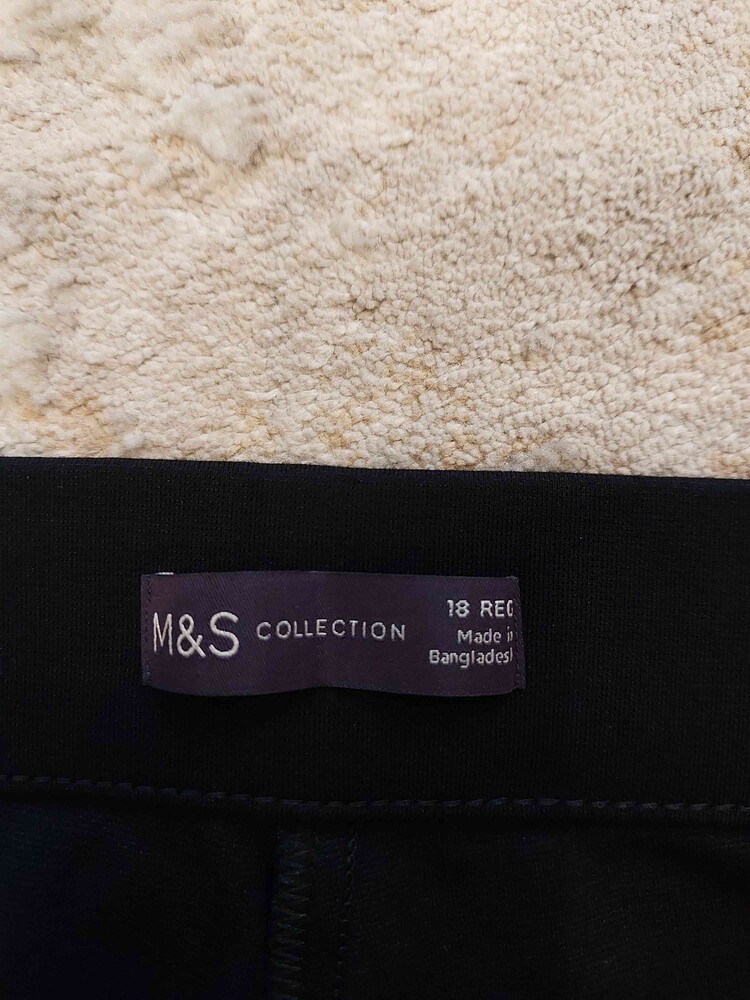 M&S COLLECTION
18 REG
Made in
Bangladesh